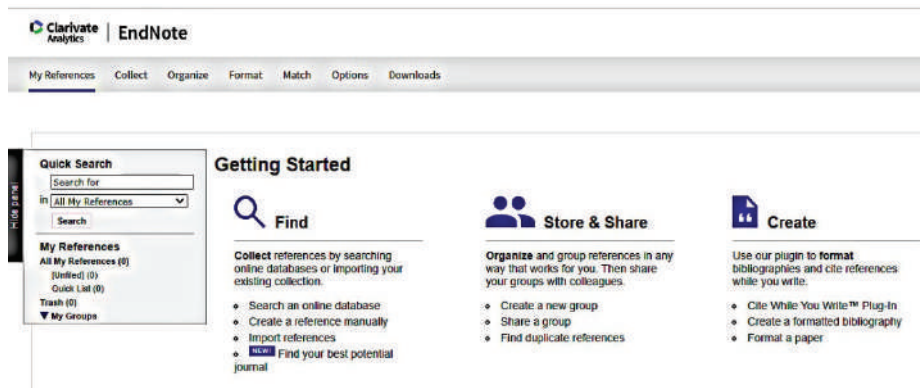 Clarivate Analytics | EndNote
My References Collect Organize Format Match Options Downloads
Hide panel
Quick Search
Search for
in All My References
Search
My References
All My References (0)
[Unfiled] (0)
Quick List (0)
Trash (0)
▼ My Groups
Getting Started
Find
Collect references by searching
online databases or importing your
existing collection.
Search an online database
Create a reference manually
Import references
NEW! Find your best potential
journal
Store & Share
Organize and group references in any
way that works for you. Then share
your groups with colleagues.
Create a new group
Share a group
Find duplicate references
Create
Use our plugin to format
bibliographies and cite references
while you write.
Cite While You Write™ Plug-In
Create a formatted bibliography
Format a paper